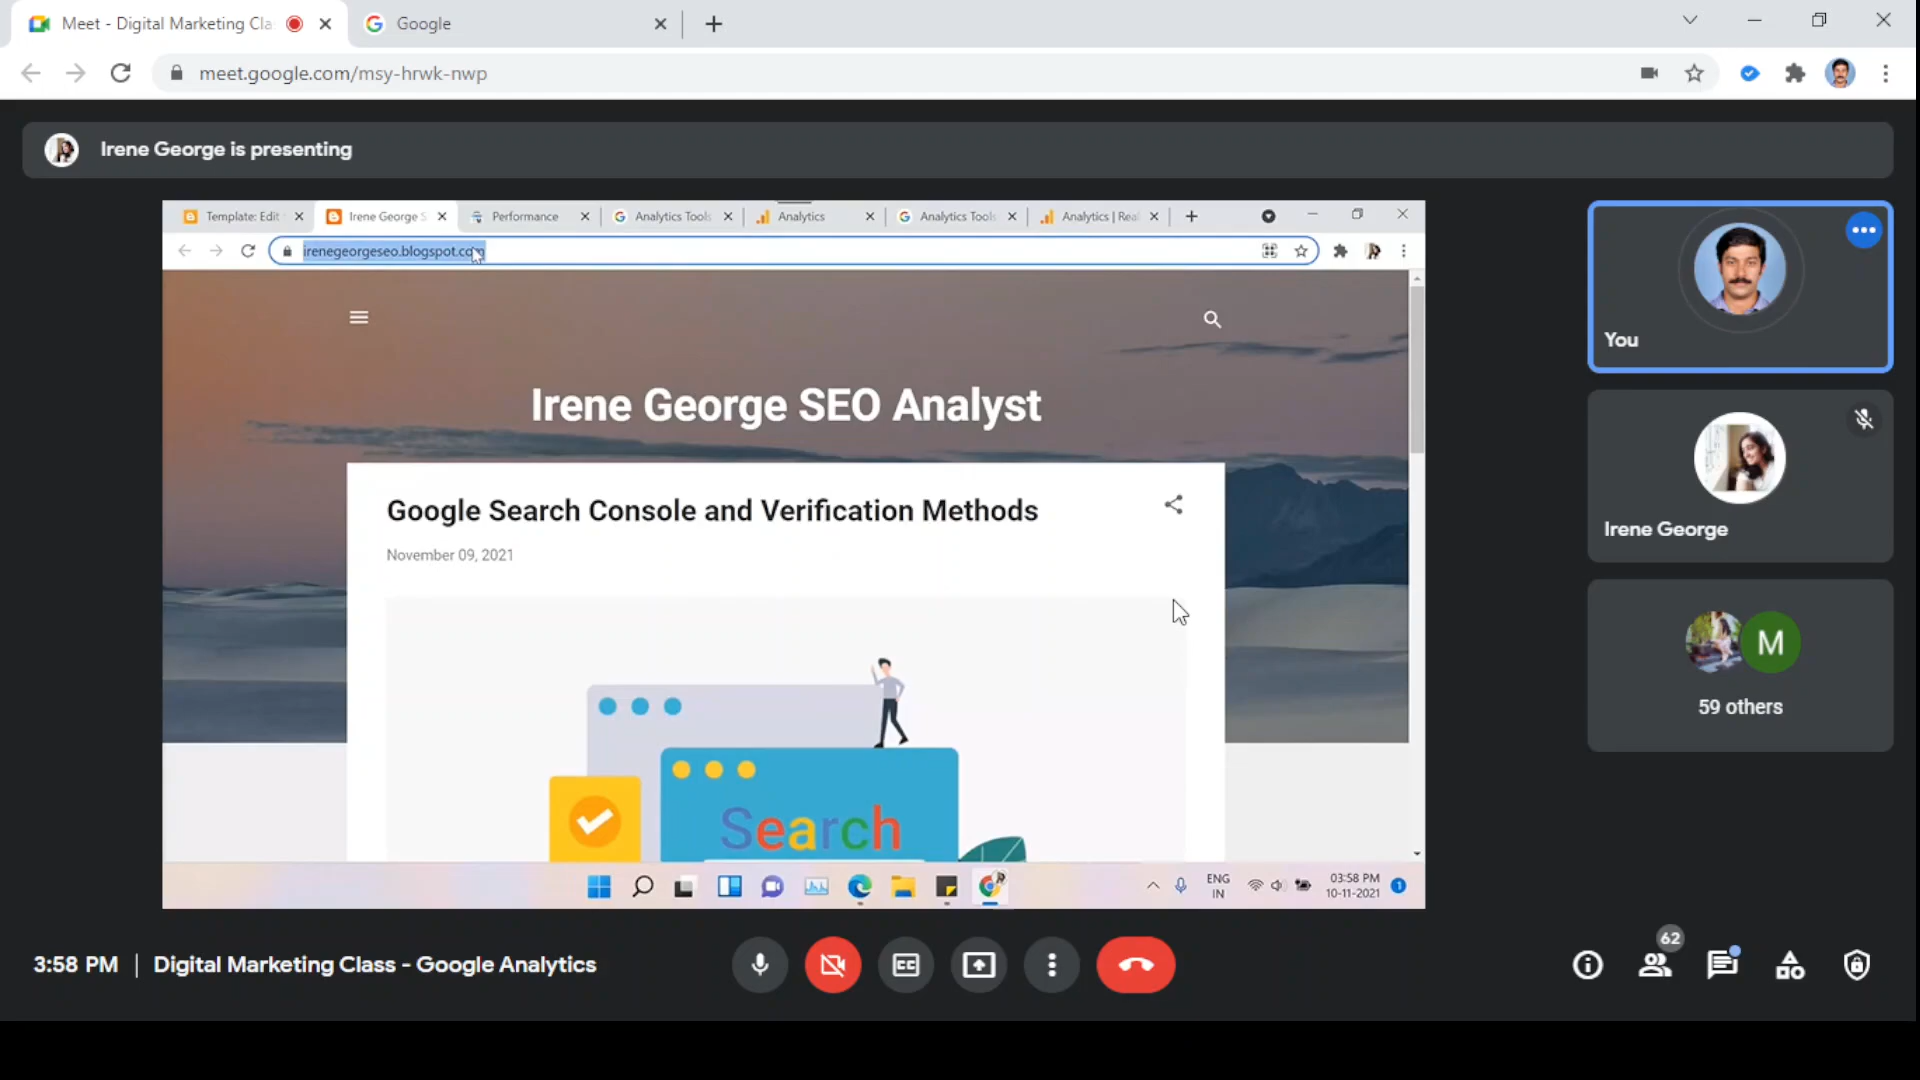 Meet - Digital Marketing Cla
Google
meet.google.com/msy-hrwk-nwp
Irene George is presenting
Template: Edit
Irene George S
Performance
Analytics Tools
Analytics
Analytics Tools
Analytics | Real
irenegeorgeseo.blogspot.com
Irene George SEO Analyst
Google Search Console and Verification Methods
November 09, 2021
Search
ENG
IN
03:58 PM
10-11-2021
1
You
Irene George
M
59 others
3:58 PM | Digital Marketing Class - Google Analytics
CC
62